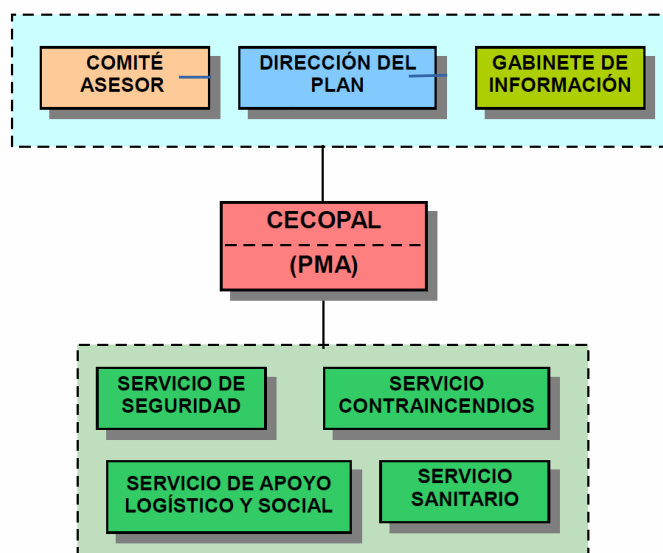 COMITÉ
ASESOR
DIRECCIÓN DEL
PLAN
GABINETE DE
INFORMACIÓN
CECOPAL
(PMA)
SERVICIO DE
SEGURIDAD
SERVICIO
CONTRAINCENDIOS
SERVICIO DE APOYO
LOGÍSTICO Y SOCIAL
SERVICIO
SANITARIO